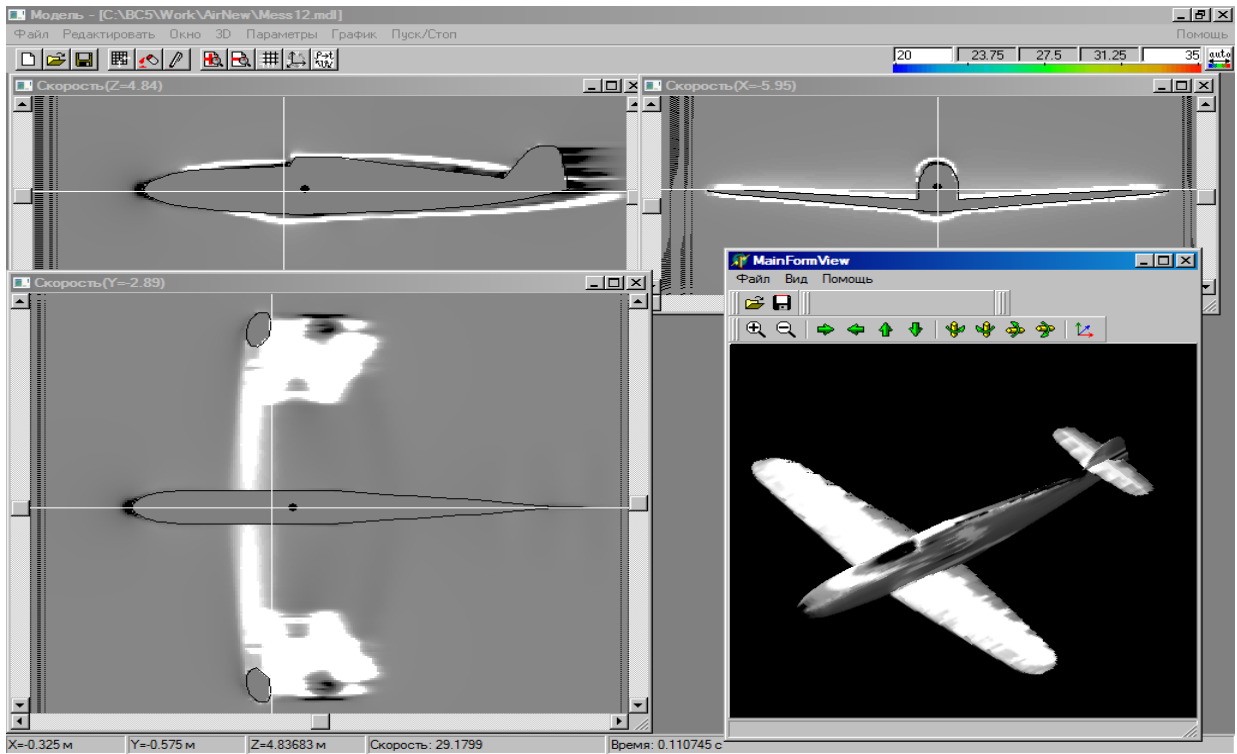 Модель - [C:\BC5\Work\AirNew\Mess12.mdl]
Файл Редактировать Окно 3D Параметры График Пуск/Стоп Помощь
20 23.75 27.5 31.25 35 auto
Скорость(Z=4.84)
Скорость(X=-5.95)
Скорость(Y=-2.89)
MainFormView
Файл Вид Помощь
X=-0.325 м Y=-0.575 м Z=4.83683 м Скорость: 29.1799 Время: 0.110745 с